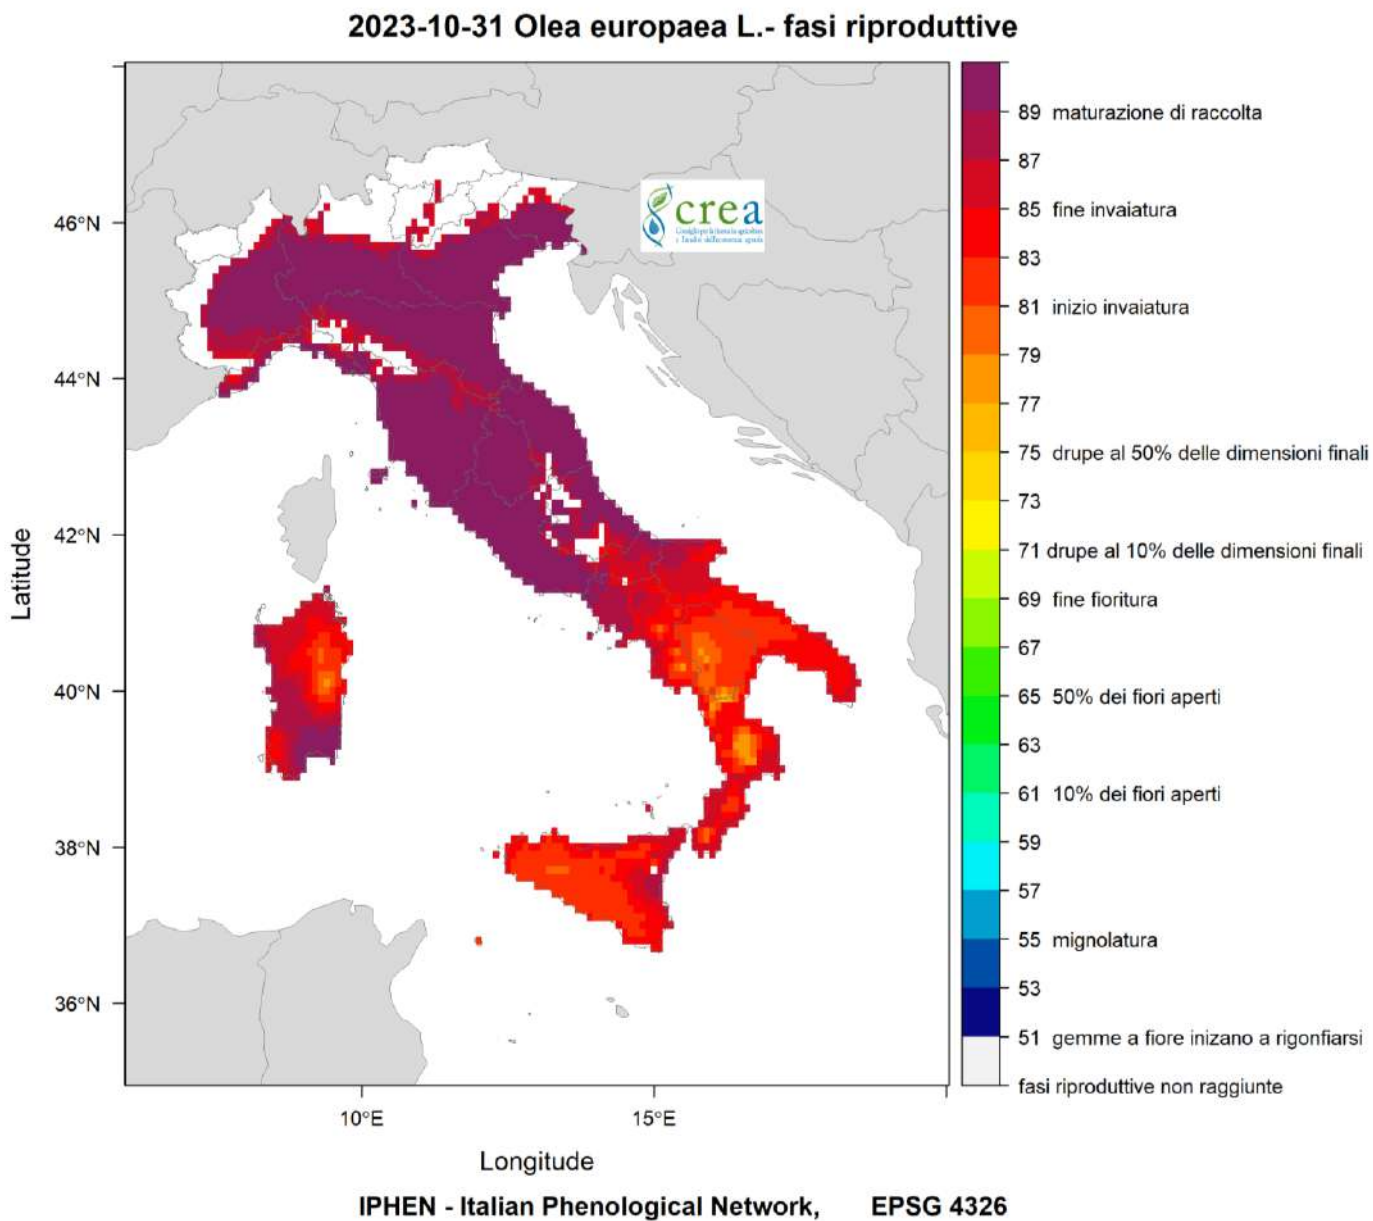 2023-10-31 Olea europaea L.- fasi riproduttive
crea
Latitude
46°N
44°N
42°N
40°N
38°N
36°N
10°E
15°E
Longitude
89 maturazione di raccolta
87
85 fine invaiatura
83
81 inizio invaiatura
79
77
75 drupe al 50% delle dimensioni finali
73
71 drupe al 10% delle dimensioni finali
69 fine fioritura
67
65 50% dei fiori aperti
63
61 10% dei fiori aperti
59
57
55 mignolatura
53
51 gemme a fiore inizano a rigonfiarsi
fasi riproduttive non raggiunte
IPHEN - Italian Phenological Network, EPSG 4326